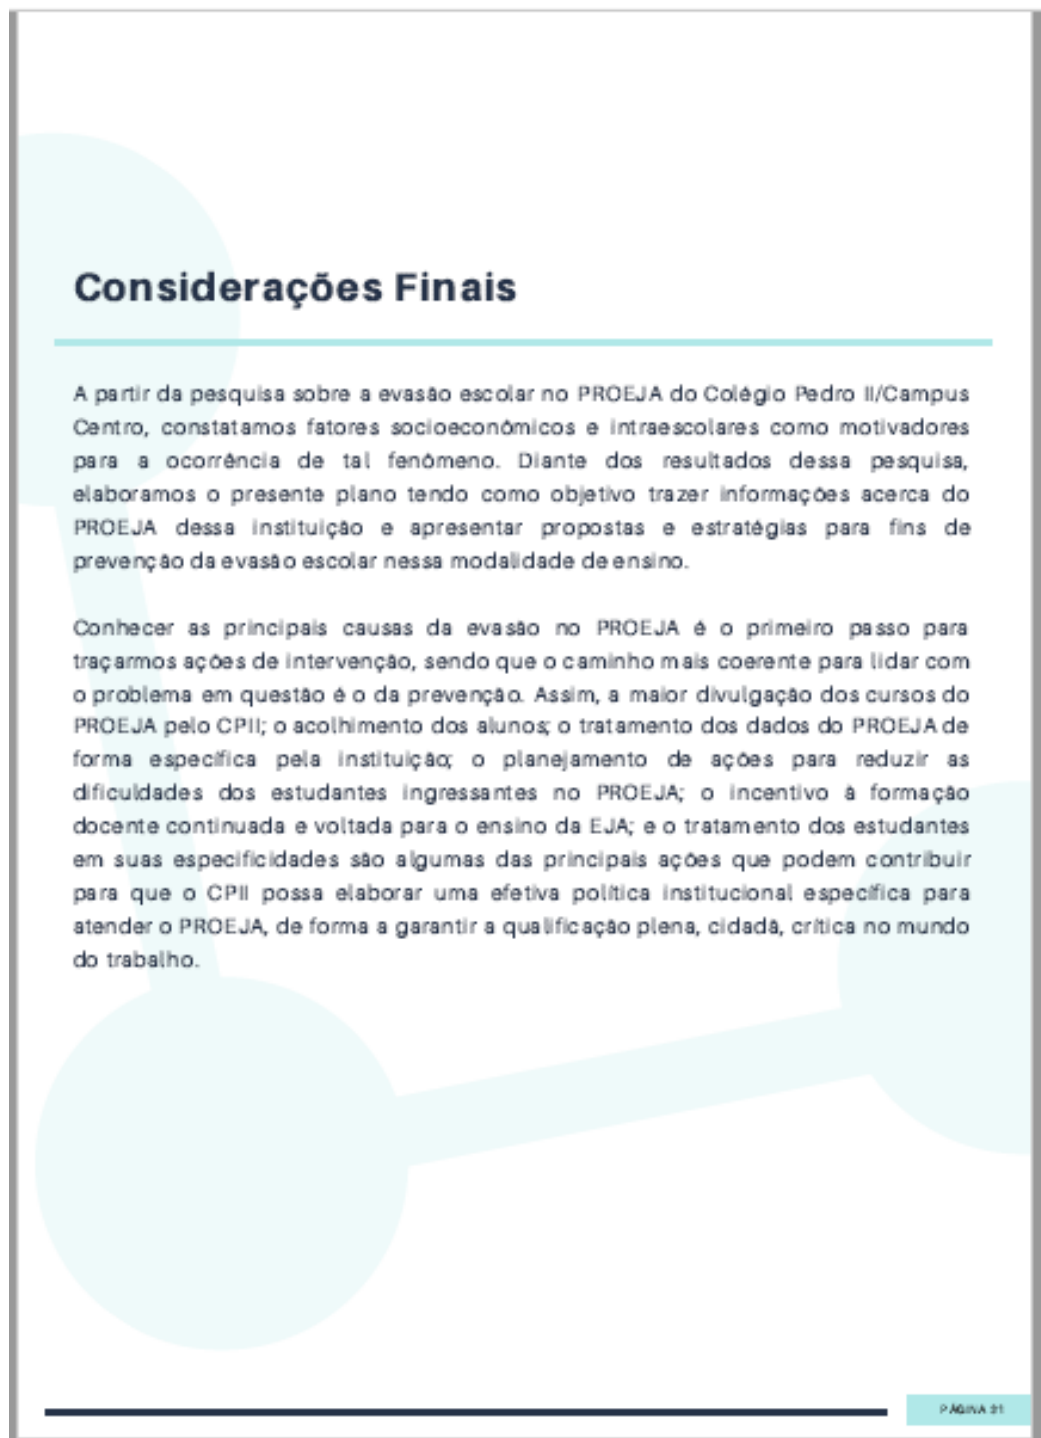 Considerações Finais
A partir da pesquisa sobre a evasão escolar no PROEJA do Colégio Pedro II/Campus
Centro, constatamos fatores socioeconômicos e intraescolares como motivadores
para a ocorrência de tal fenômeno. Diante dos resultados dessa pesquisa,
elaboramos o presente plano tendo como objetivo trazer informações acerca do
PROEJA dessa instituição e apresentar propostas e estratégias para fins de
prevenção da evasão escolar nessa modalidade de ensino.
Conhecer as principais causas da evasão no PROEJA é o primeiro passo para
traçarmos ações de intervenção, sendo que o caminho mais coerente para lidar com
o problema em questão é o da prevenção. Assim, a maior divulgação dos cursos do
PROEJA pelo CPII; o acolhimento dos alunos; o tratamento dos dados do PROEJA de
forma específica pela instituição; o planejamento de ações para reduzir as
dificuldades dos estudantes ingressantes no PROEJA; o incentivo à formação
docente continuada e voltada para o ensino da EJA; e o tratamento dos estudantes
em suas especificidades são algumas das principais ações que podem contribuir
para que o CPII possa elaborar uma efetiva política institucional específica para
atender o PROEJA, de forma a garantir a qualificação plena, cidadã, crítica no mundo
do trabalho.
PÁGINA 31